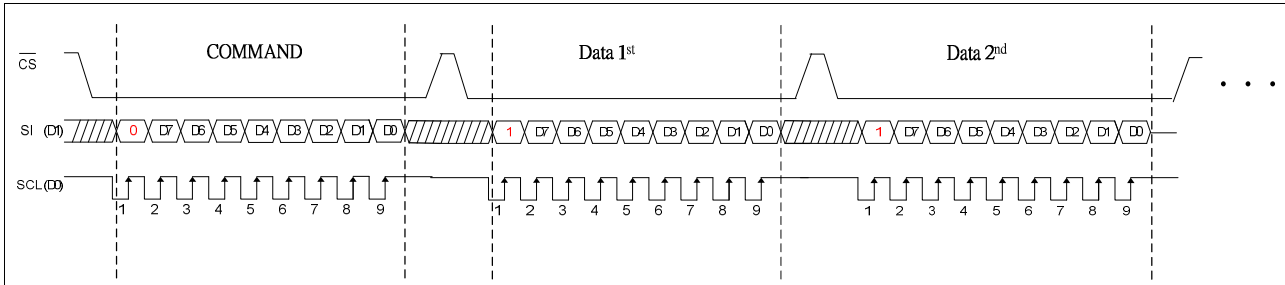 COMMAND Data 1st Data 2nd
CS
SI (D1) 0 D7 D6 D5 D4 D3 D2 D1 D0 1 D7 D6 D5 D4 D3 D2 D1 D0 1 D7 D6 D5 D4 D3 D2 D1 D0
SCL(D0)
1 2 3 4 5 6 7 8 9 1 2 3 4 5 6 7 8 9 1 2 3 4 5 6 7 8 9